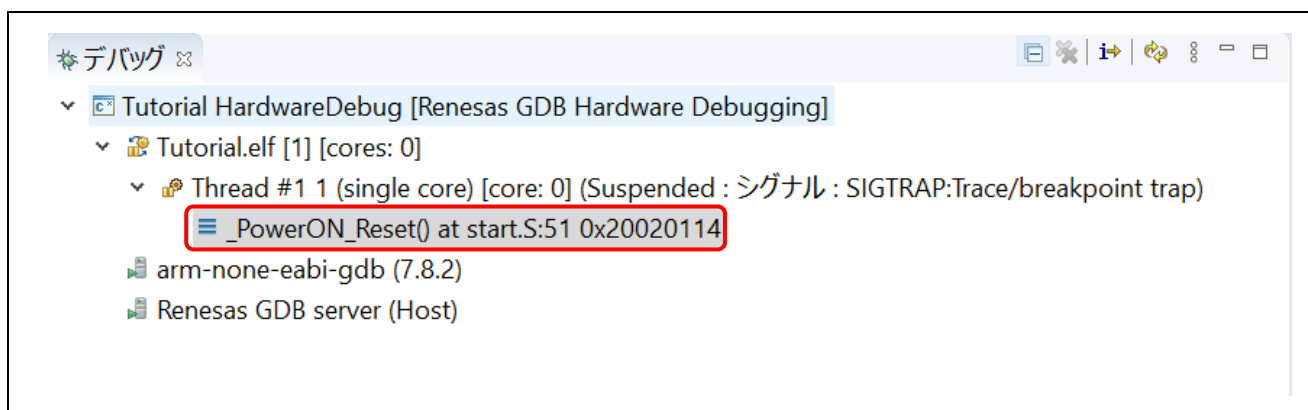 デバッグ
Tutorial HardwareDebug [Renesas GDB Hardware Debugging]
Tutorial.elf [1] [cores: 0]
Thread #1 1 (single core) [core: 0] (Suspended : シグナル : SIGTRAP:Trace/breakpoint trap)
_PowerON_Reset() at start.S:51 0x20020114
arm-none-eabi-gdb (7.8.2)
Renesas GDB server (Host)